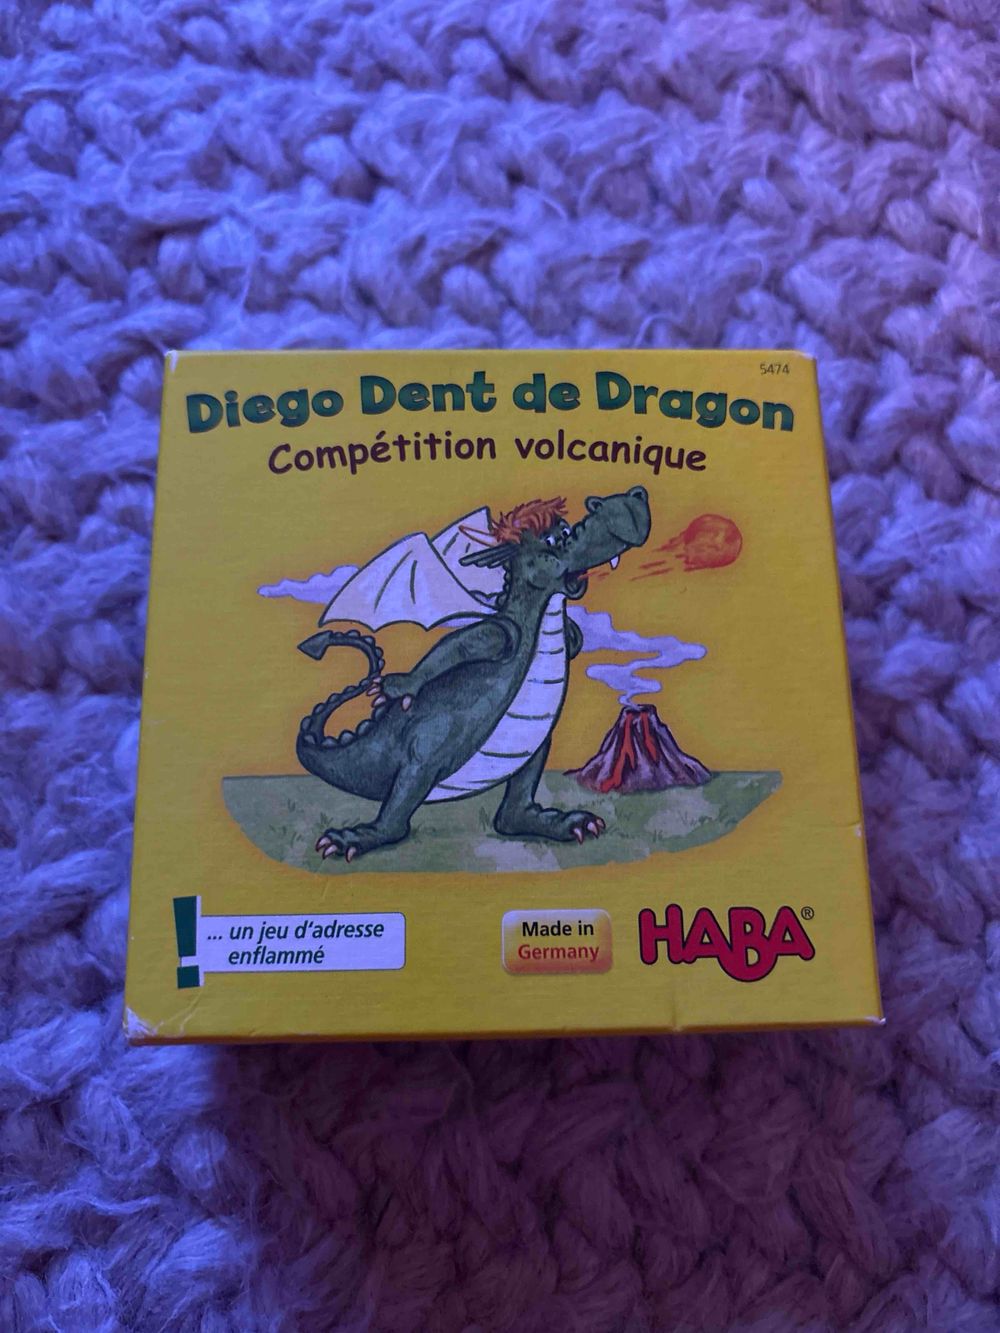 5474
Diego Dent de Dragon
Compétition volcanique
... un jeu d'adresse
enflammé
Made in
Germany
HABA®